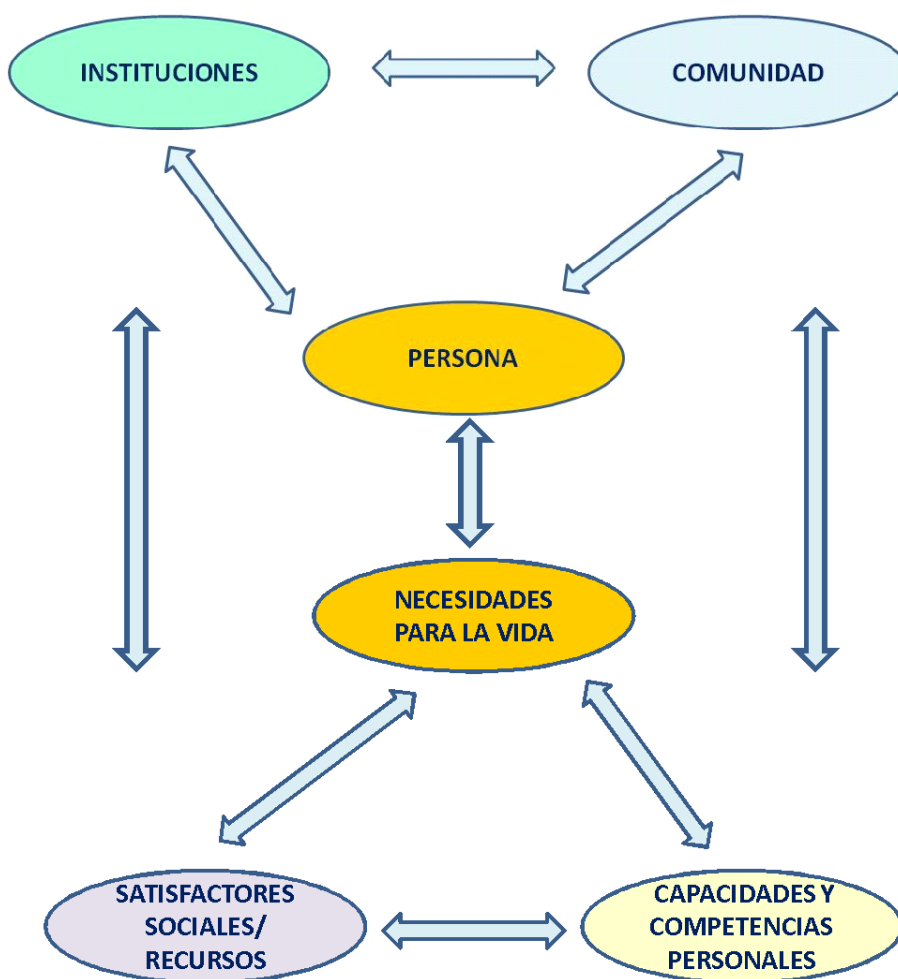 INSTITUCIONES
COMUNIDAD
PERSONA
NECESIDADES
PARA LA VIDA
SATISFACTORES
SOCIALES/
RECURSOS
CAPACIDADES Y
COMPETENCIAS
PERSONALES